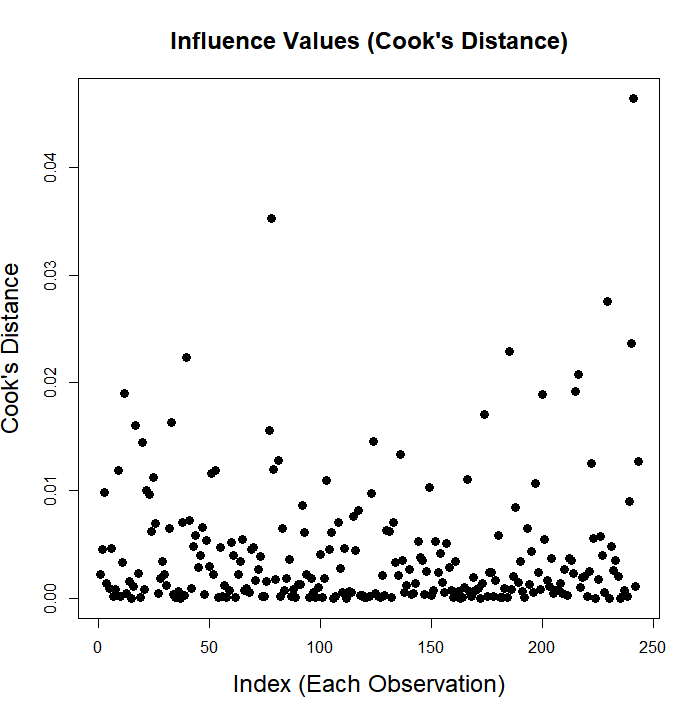 Influence Values (Cook's Distance)
Cook's Distance
0.04
0.03
0.02
0.01
0.00
0 50 100 150 200 250
Index (Each Observation)